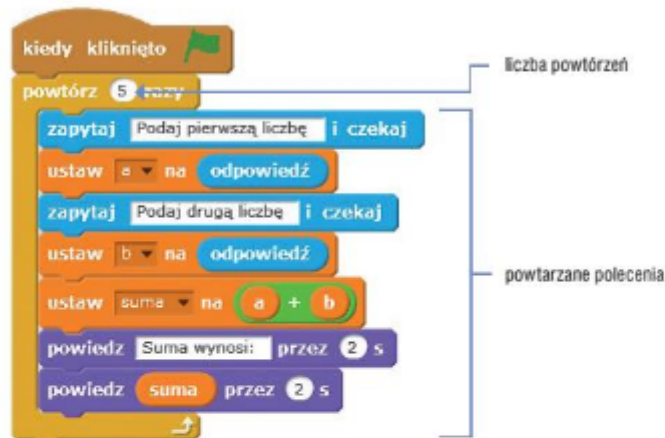 kiedy kliknięto
liczba powtórzeń
powtórz 5 razy
zapytaj Podaj pierwszą liczbę i czekaj
ustaw a na odpowiedź
zapytaj Podaj drugą liczbę i czekaj
ustaw b na odpowiedź
powtarzane polecenia
ustaw suma na a + b
powiedz Suma wynosi: przez 2 s
powiedz suma przez 2 s